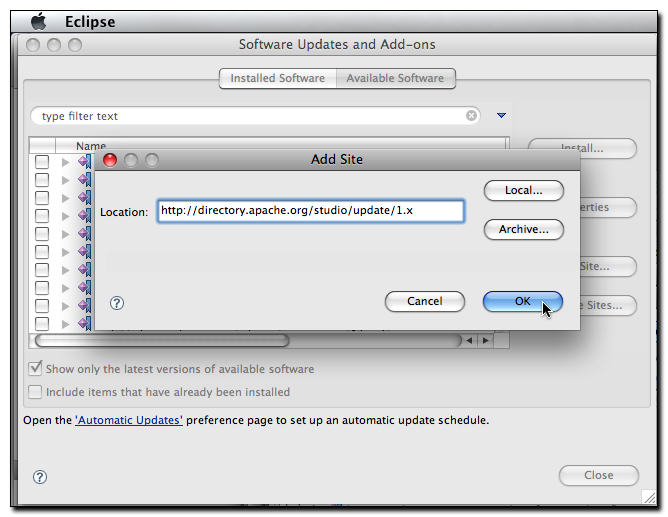 Eclipse
Software Updates and Add-ons
Installed Software Available Software
type filter text
Name
Install...
Add Site
Local...
Location: http://directory.apache.org/studio/update/1.x
erties
Archive...
Site...
Cancel OK
e Sites...
Show only the latest versions of available software
Include items that have already been installed
Open the 'Automatic Updates' preference page to set up an automatic update schedule.
Close